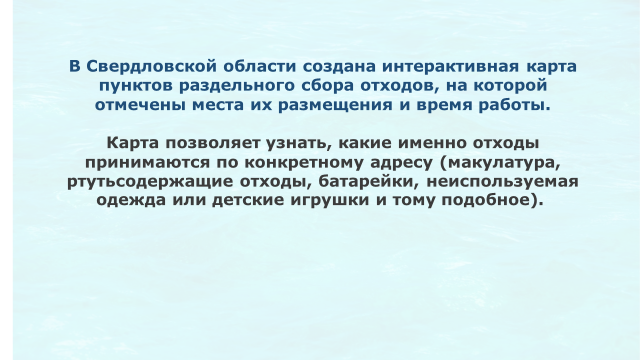 В Свердловской области создана интерактивная карта
пунктов раздельного сбора отходов, на которой
отмечены места их размещения и время работы.
Карта позволяет узнать, какие именно отходы
принимаются по конкретному адресу (макулатура,
ртутьсодержащие отходы, батарейки, неиспользуемая
одежда или детские игрушки и тому подобное).